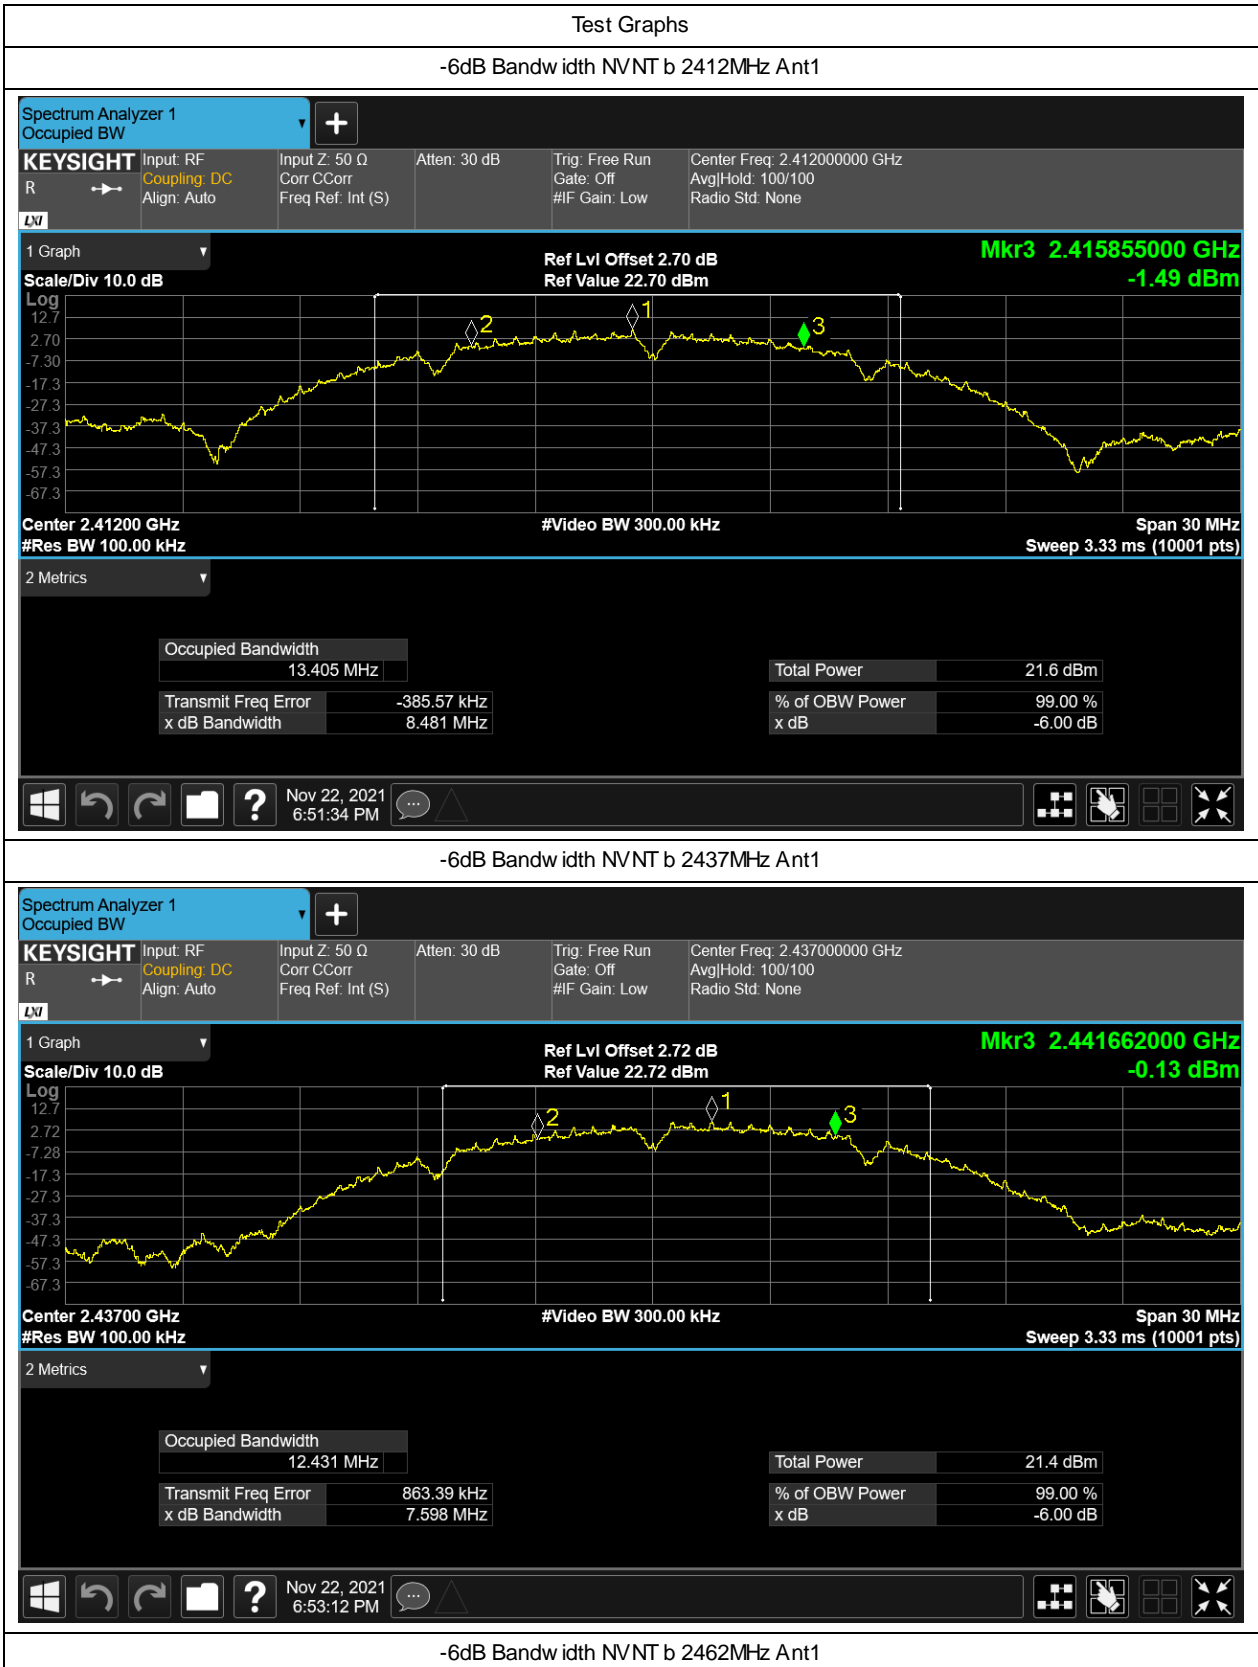 Test Graphs
-6dB Bandwidth NVNT b 2412MHz Ant1
Spectrum Analyzer 1
Occupied BW
KEYSIGHT Input: RF Input Z: 50 Ω Atten: 30 dB Trig: Free Run Center Freq: 2.412000000 GHz
R Coupling: DC Corr CCorr Gate: Off Avg|Hold: 100/100
Align: Auto Freq Ref: Int (S) #IF Gain: Low Radio Std: None
LXI
1 Graph Ref Lvl Offset 2.70 dB Mkr3 2.415855000 GHz
Scale/Div 10.0 dB Ref Value 22.70 dBm -1.49 dBm
Log
12.7
2.70
-7.30
-17.3
-27.3
-37.3
-47.3
-57.3
-67.3
2 1 3
Center 2.41200 GHz #Video BW 300.00 kHz Span 30 MHz
#Res BW 100.00 kHz Sweep 3.33 ms (10001 pts)
2 Metrics
Occupied Bandwidth
13.405 MHz Total Power 21.6 dBm
Transmit Freq Error -385.57 kHz % of OBW Power 99.00 %
x dB Bandwidth 8.481 MHz x dB -6.00 dB
? Nov 22, 2021
6:51:34 PM
-6dB Bandwidth NVNT b 2437MHz Ant1
Spectrum Analyzer 1
Occupied BW
KEYSIGHT Input: RF Input Z: 50 Ω Atten: 30 dB Trig: Free Run Center Freq: 2.437000000 GHz
R Coupling: DC Corr CCorr Gate: Off Avg|Hold: 100/100
Align: Auto Freq Ref: Int (S) #IF Gain: Low Radio Std: None
LXI
1 Graph Ref Lvl Offset 2.72 dB Mkr3 2.441662000 GHz
Scale/Div 10.0 dB Ref Value 22.72 dBm -0.13 dBm
Log
12.7
2.72
-7.28
-17.3
-27.3
-37.3
-47.3
-57.3
-67.3
2 1 3
Center 2.43700 GHz #Video BW 300.00 kHz Span 30 MHz
#Res BW 100.00 kHz Sweep 3.33 ms (10001 pts)
2 Metrics
Occupied Bandwidth
12.431 MHz Total Power 21.4 dBm
Transmit Freq Error 863.39 kHz % of OBW Power 99.00 %
x dB Bandwidth 7.598 MHz x dB -6.00 dB
? Nov 22, 2021
6:53:12 PM
-6dB Bandwidth NVNT b 2462MHz Ant1